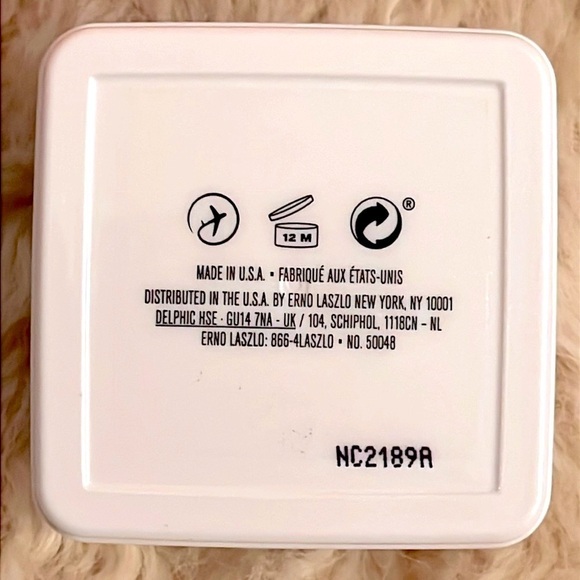 ®
12 M
MADE IN U.S.A. • FABRIQUÉ AUX ÉTATS-UNIS
DISTRIBUTED IN THE U.S.A. BY ERNO LASZLO NEW YORK, NY 10001
DELPHIC HSE · GU14 7NA - UK / 104, SCHIPHOL, 1118CN – NL
ERNO LASZLO: 866-4LASZLO • NO. 50048
NC2189A